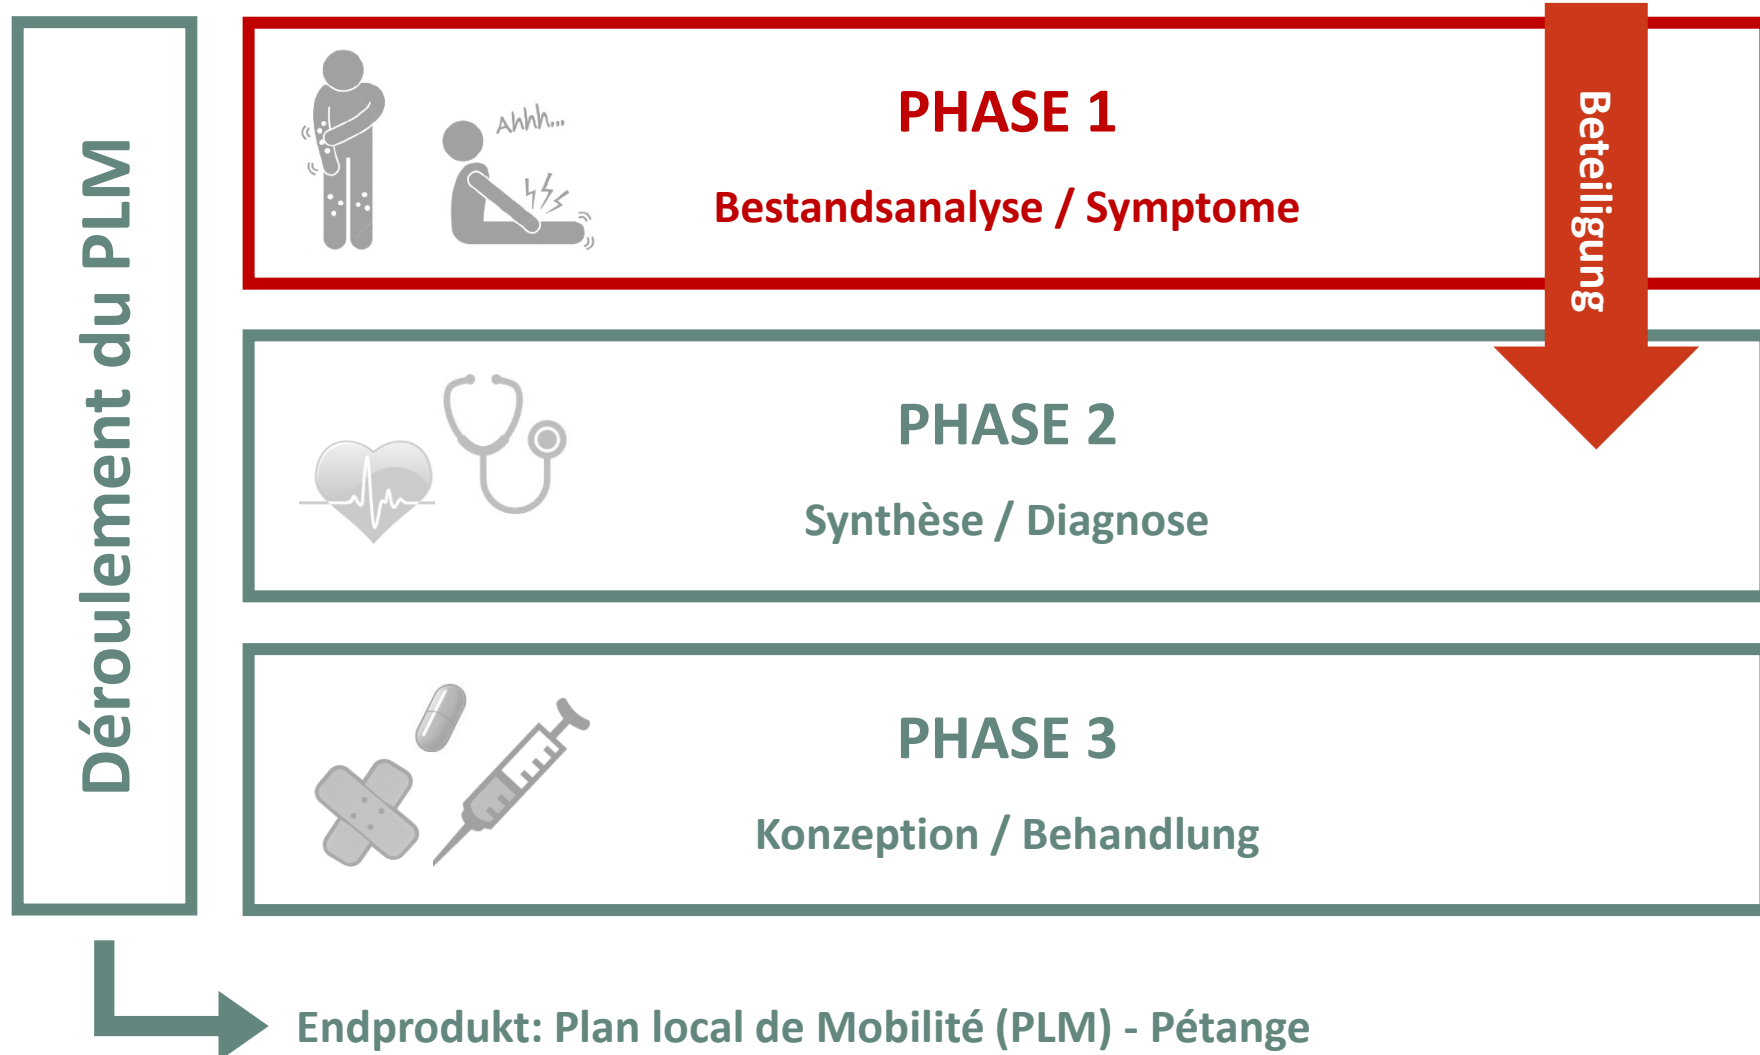 Déroulement du PLM
PHASE 1
Ahhh...
Bestandsanalyse / Symptome
Beteiligung
PHASE 2
Synthèse / Diagnose
PHASE 3
Konzeption / Behandlung
Endprodukt: Plan local de Mobilité (PLM) - Pétange